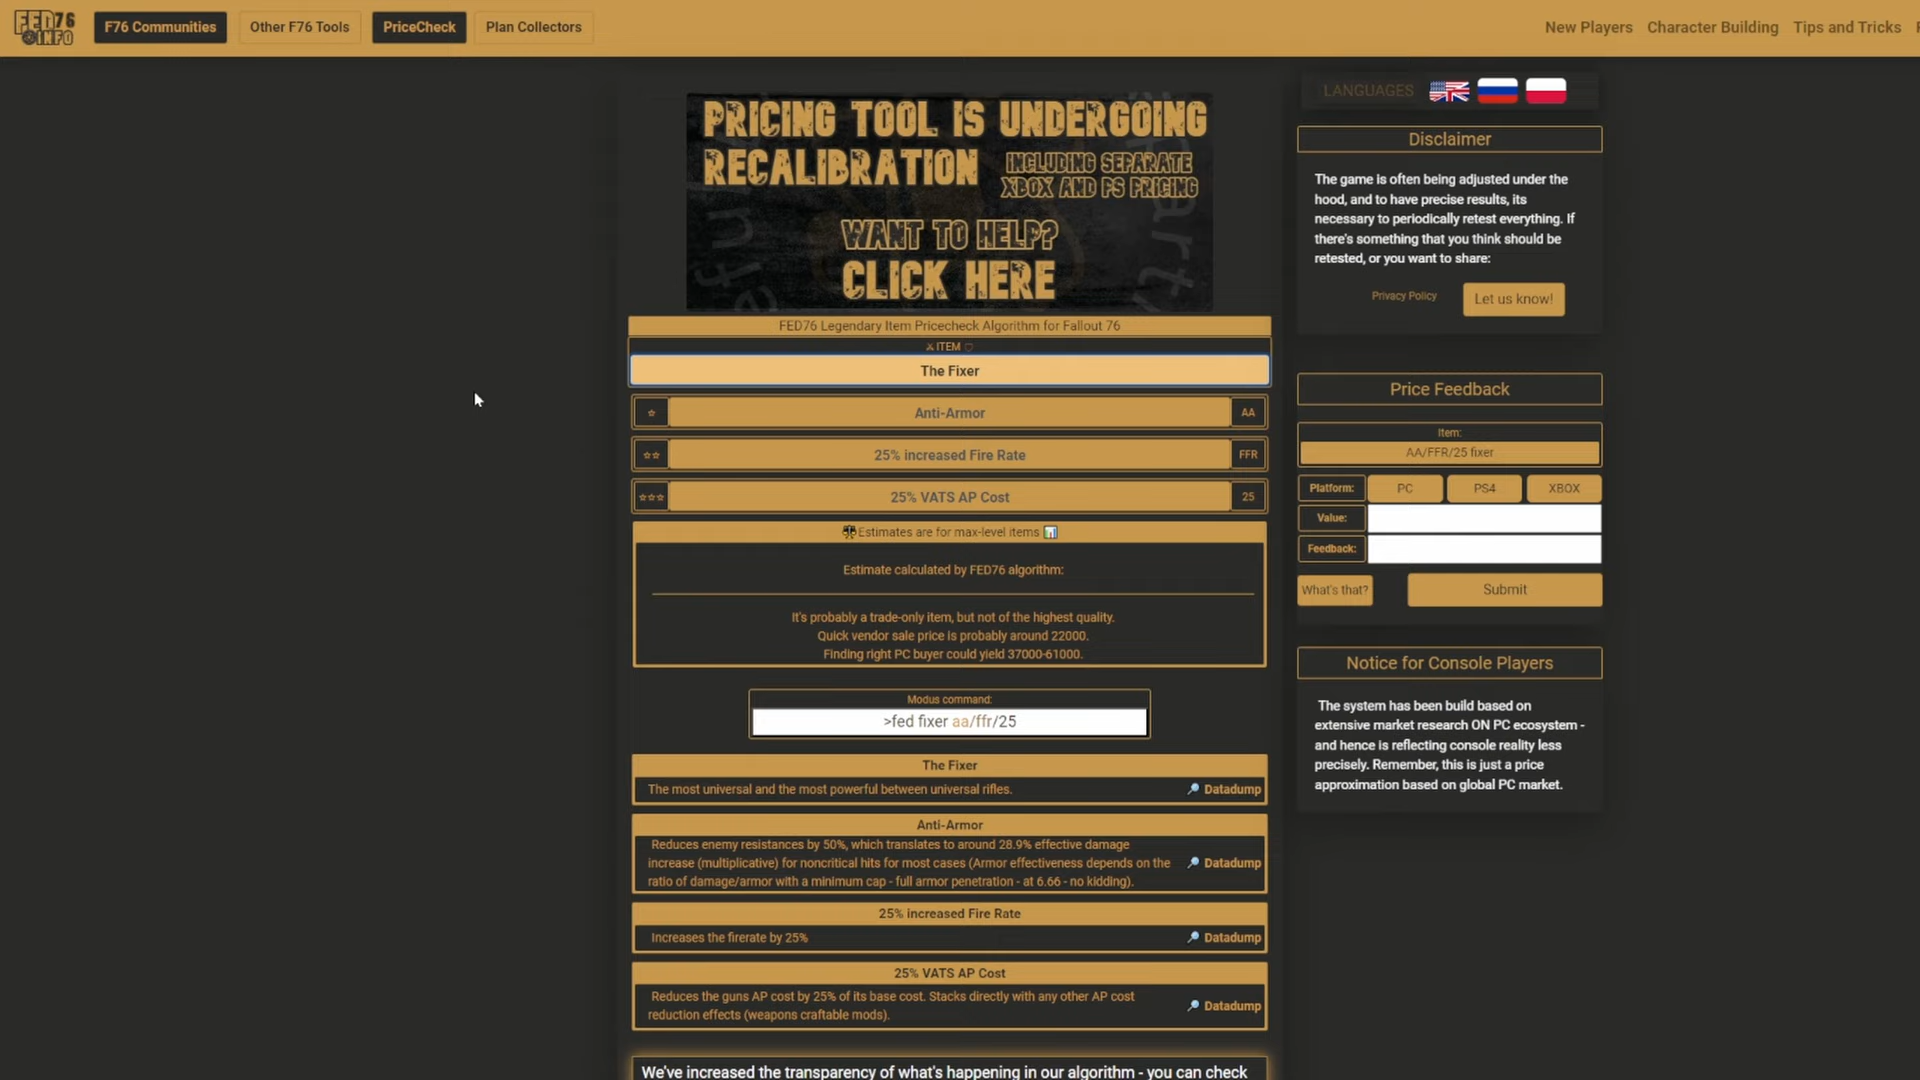 FED76
INFO
F76 Communities
Other F76 Tools
PriceCheck
Plan Collectors
New Players
Character Building
Tips and Tricks
LANGUAGES
PRICING TOOL IS UNDERGOING
RECALIBRATION
INCLUDING SEPARATE
XBOX AND PS PRICING
WANT TO HELP?
CLICK HERE
FED76 Legendary Item Pricecheck Algorithm for Fallout 76
ITEM
The Fixer
Anti-Armor
AA
25% increased Fire Rate
FFR
25% VATS AP Cost
25
Estimates are for max-level items
Estimate calculated by FED76 algorithm:
It's probably a trade-only item, but not of the highest quality.
Quick vendor sale price is probably around 22000.
Finding right PC buyer could yield 37000-61000.
Modus command:
>fed fixer aa/ffr/25
The Fixer
The most universal and the most powerful between universal rifles.
Datadump
Anti-Armor
Reduces enemy resistances by 50%, which translates to around 28.9% effective damage
increase (multiplicative) for noncritical hits for most cases (Armor effectiveness depends on the
ratio of damage/armor with a minimum cap - full armor penetration - at 6.66 - no kidding).
Datadump
25% increased Fire Rate
Increases the firerate by 25%
Datadump
25% VATS AP Cost
Reduces the guns AP cost by 25% of its base cost. Stacks directly with any other AP cost
reduction effects (weapons craftable mods).
Datadump
We've increased the transparency of what's happening in our algorithm - you can check
Disclaimer
The game is often being adjusted under the
hood, and to have precise results, its
necessary to periodically retest everything. If
there's something that you think should be
retested, or you want to share:
Privacy Policy
Let us know!
Price Feedback
Item:
AA/FFR/25 fixer
Platform:
PC
PS4
XBOX
Value:
Feedback:
What's that?
Submit
Notice for Console Players
The system has been build based on
extensive market research ON PC ecosystem -
and hence is reflecting console reality less
precisely. Remember, this is just a price
approximation based on global PC market.